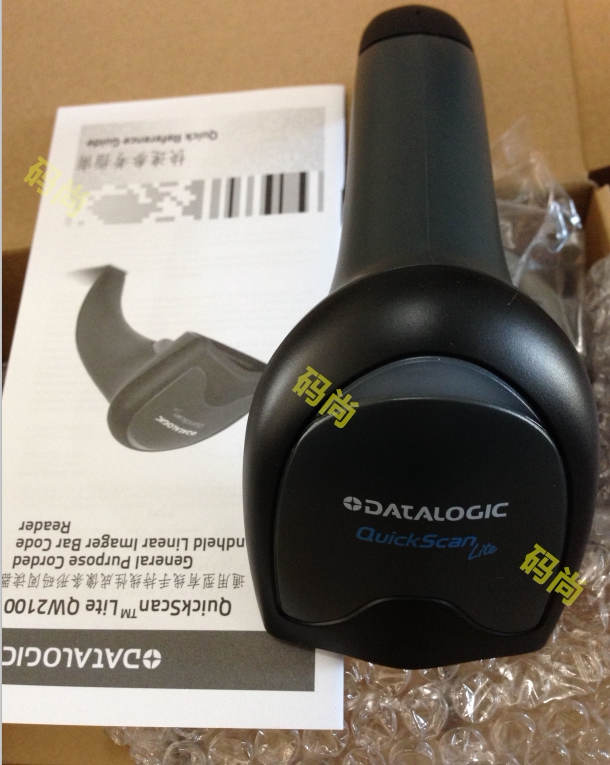 DATALOGIC
QuickScan™ Lite QW2100
通用型有线手持线性成像条形码阅读器
General Purpose Corded
ndheld Linear Imager Bar Code
Reader
DATALOGIC
QuickScan
快速参考指南
Quick Reference Guide
DATALOGIC
QuickScan
Lite
码尚
码尚
码尚